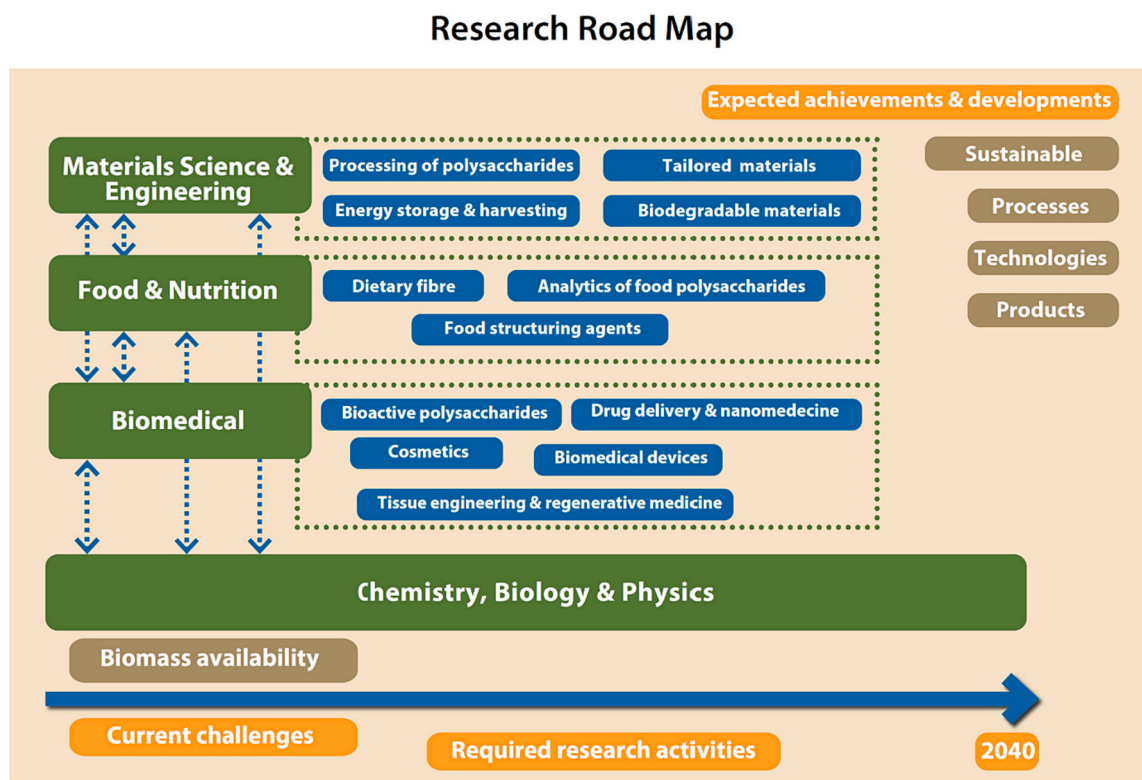 Research Road Map
Expected achievements & developments
Materials Science &
Engineering
Processing of polysaccharides
Tailored materials
Energy storage & harvesting
Biodegradable materials
Sustainable
Processes
Technologies
Products
Food & Nutrition
Dietary fibre
Analytics of food polysaccharides
Food structuring agents
Biomedical
Bioactive polysaccharides
Drug delivery & nanomedecine
Cosmetics
Biomedical devices
Tissue engineering & regenerative medicine
Chemistry, Biology & Physics
Biomass availability
Current challenges
Required research activities
2040